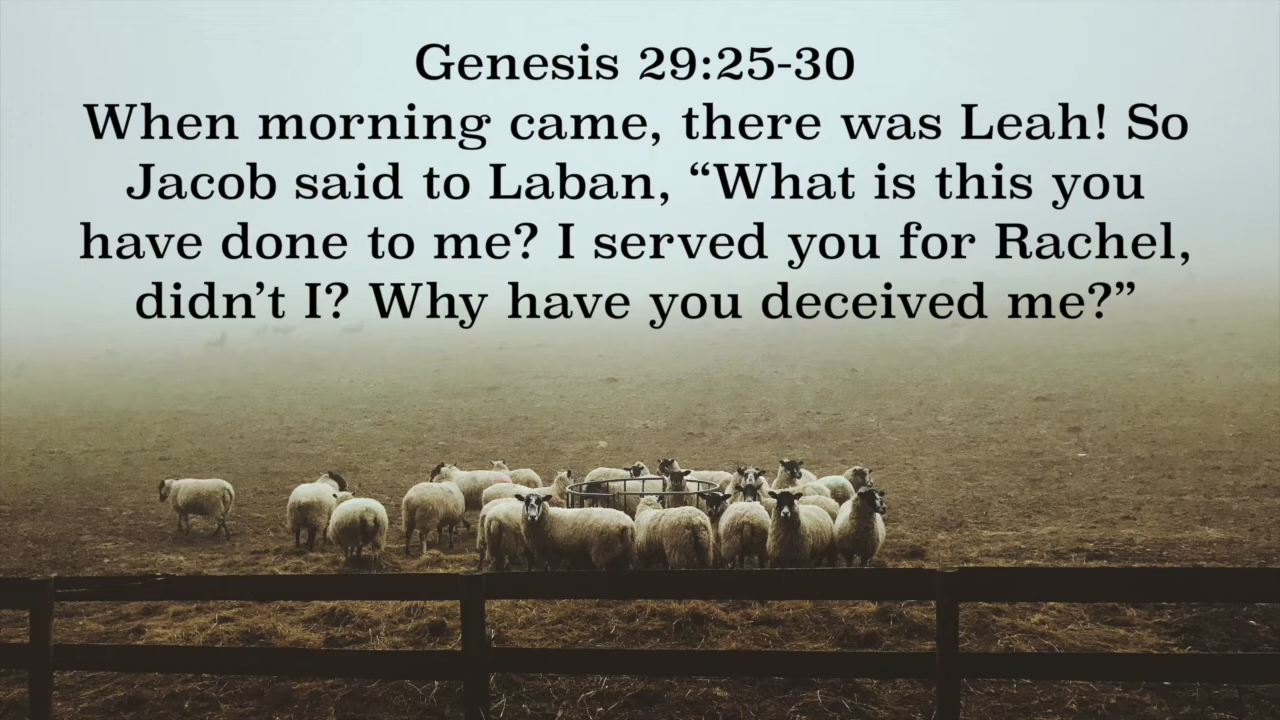 Genesis 29:25-30
When morning came, there was Leah! So
Jacob said to Laban, “What is this you
have done to me? I served you for Rachel,
didn’t I? Why have you deceived me?”